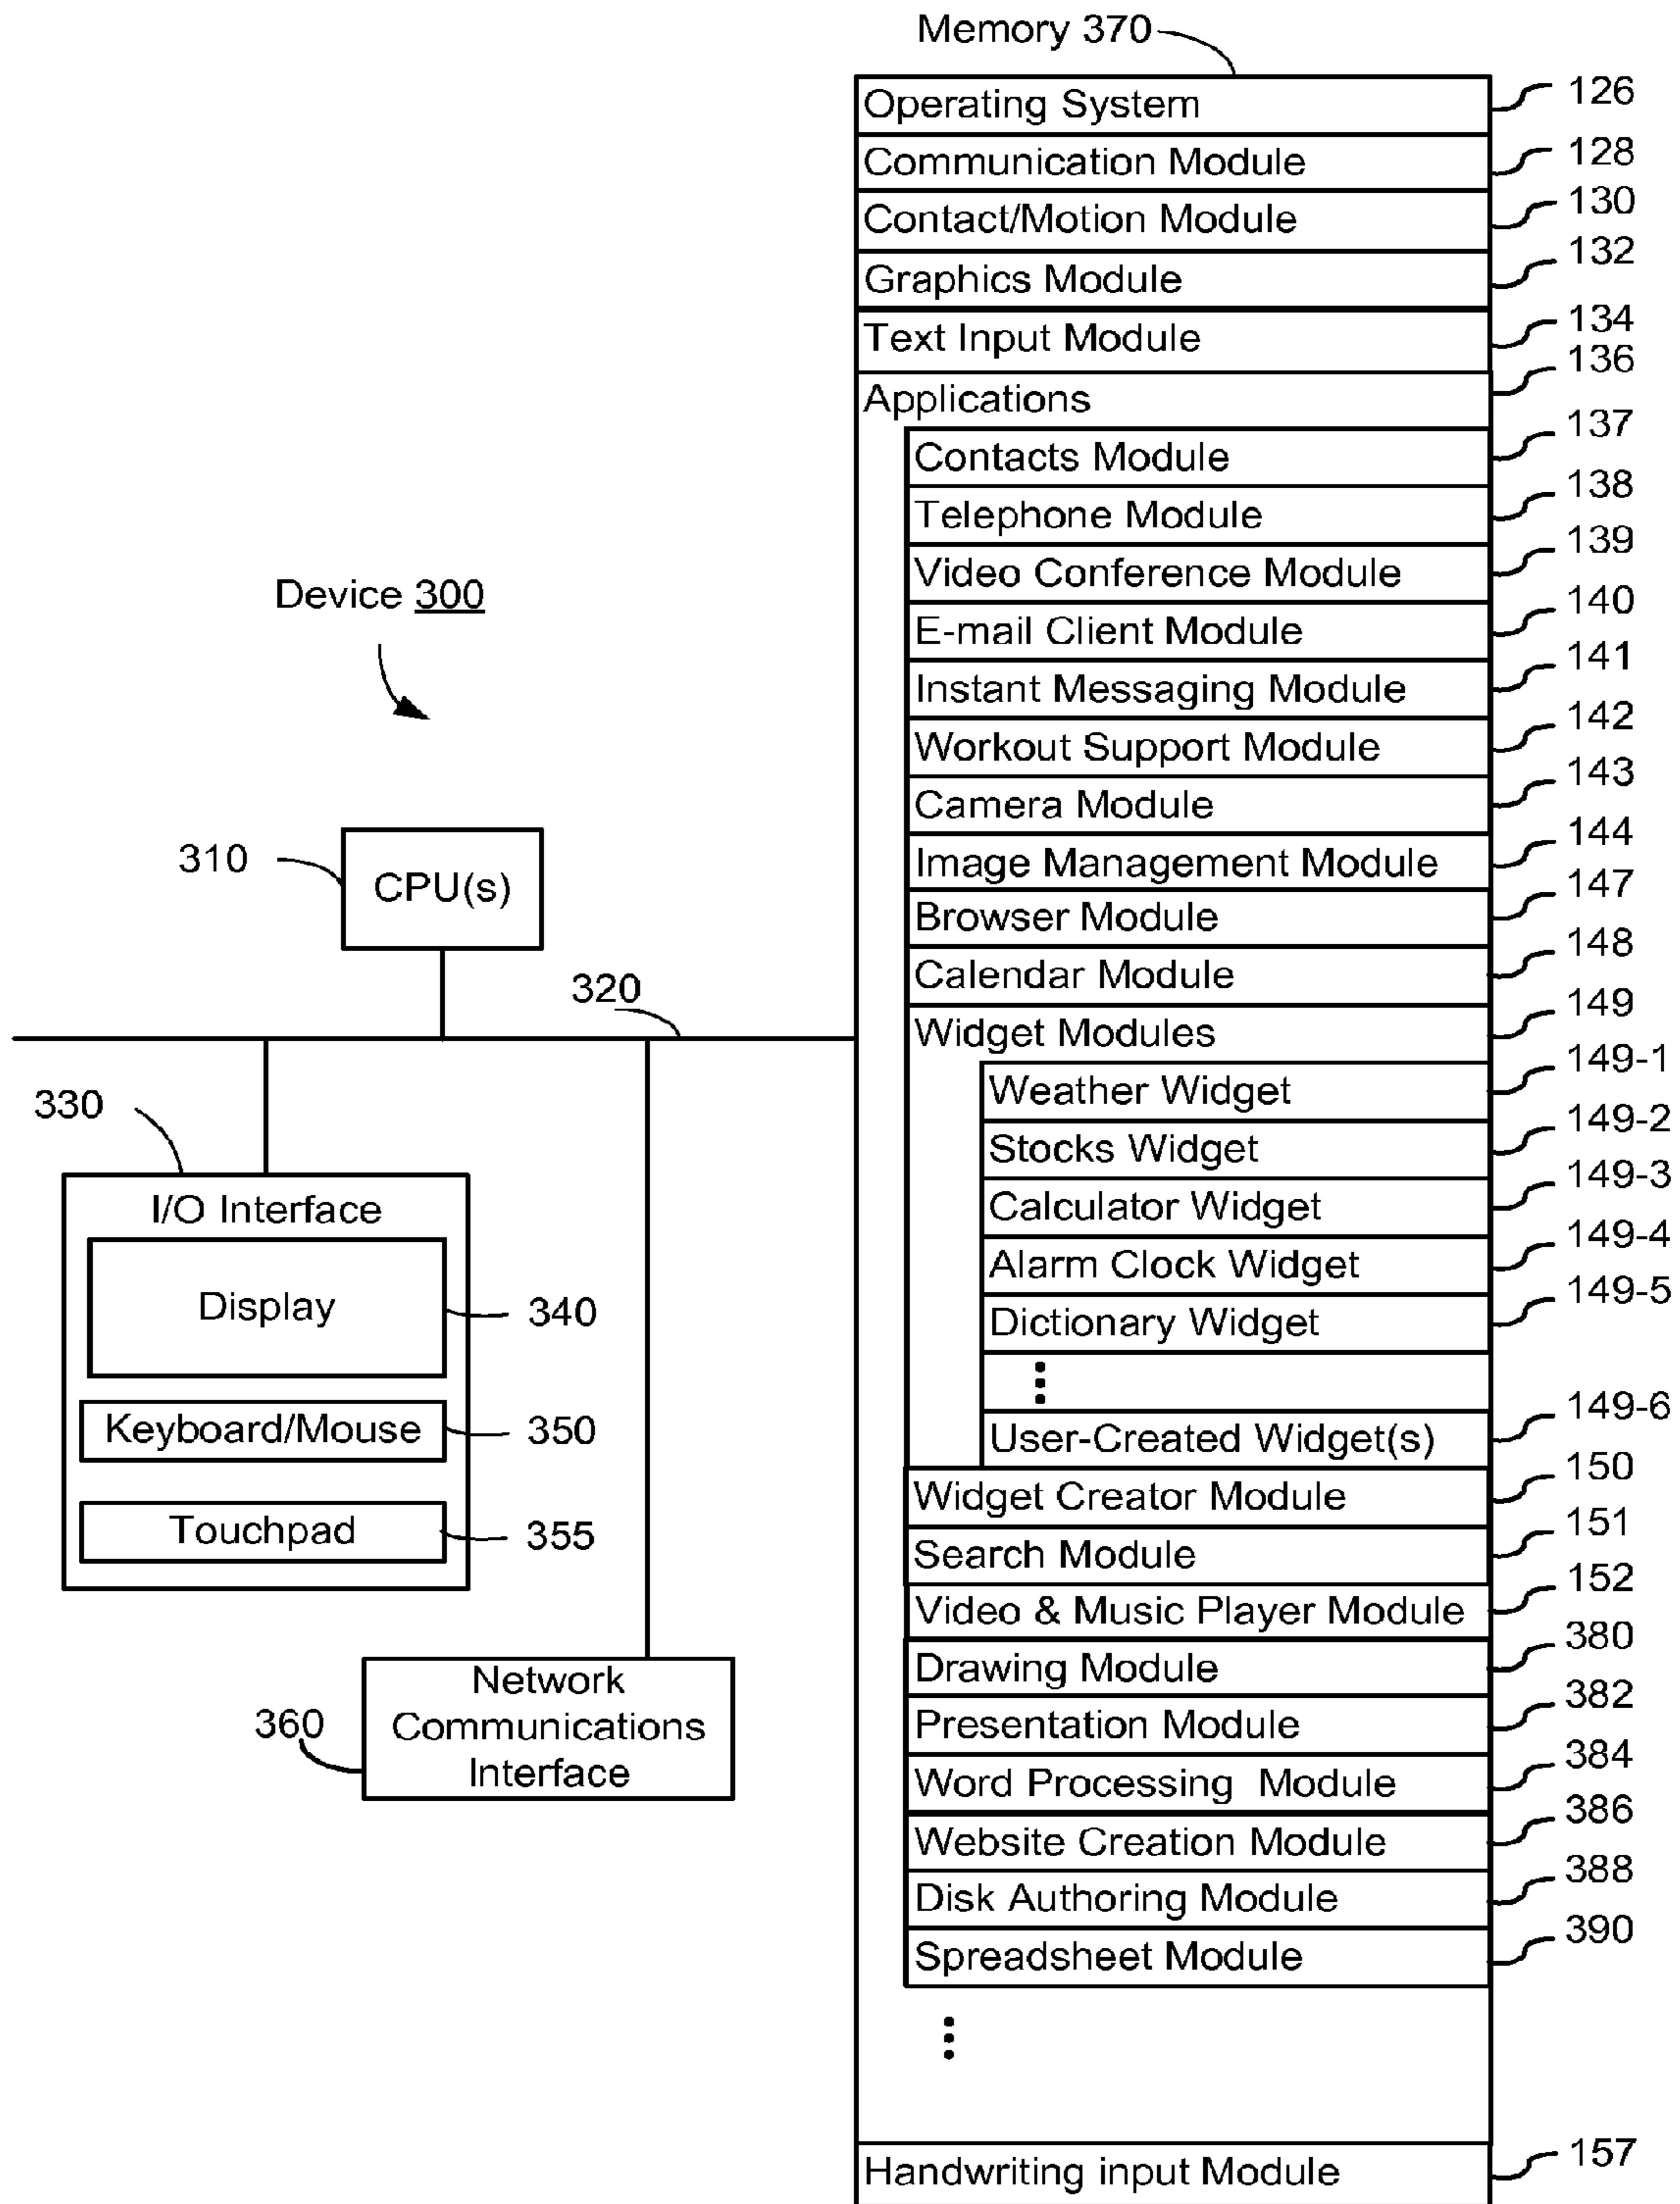 Memory 370
Operating System 126
Communication Module 128
Contact/Motion Module 130
Graphics Module 132
Text Input Module 134
Applications 136
Contacts Module 137
Telephone Module 138
Video Conference Module 139
E-mail Client Module 140
Instant Messaging Module 141
Workout Support Module 142
Camera Module 143
Image Management Module 144
Browser Module 147
Calendar Module 148
Widget Modules 149
Weather Widget 149-1
Stocks Widget 149-2
Calculator Widget 149-3
Alarm Clock Widget 149-4
Dictionary Widget 149-5
User-Created Widget(s) 149-6
Widget Creator Module 150
Search Module 151
Video & Music Player Module 152
Drawing Module 380
Presentation Module 382
Word Processing Module 384
Website Creation Module 386
Disk Authoring Module 388
Spreadsheet Module 390
Handwriting input Module 157
Device 300
310
CPU(s)
320
330
I/O Interface
Display 340
Keyboard/Mouse 350
Touchpad 355
360
Network
Communications
Interface